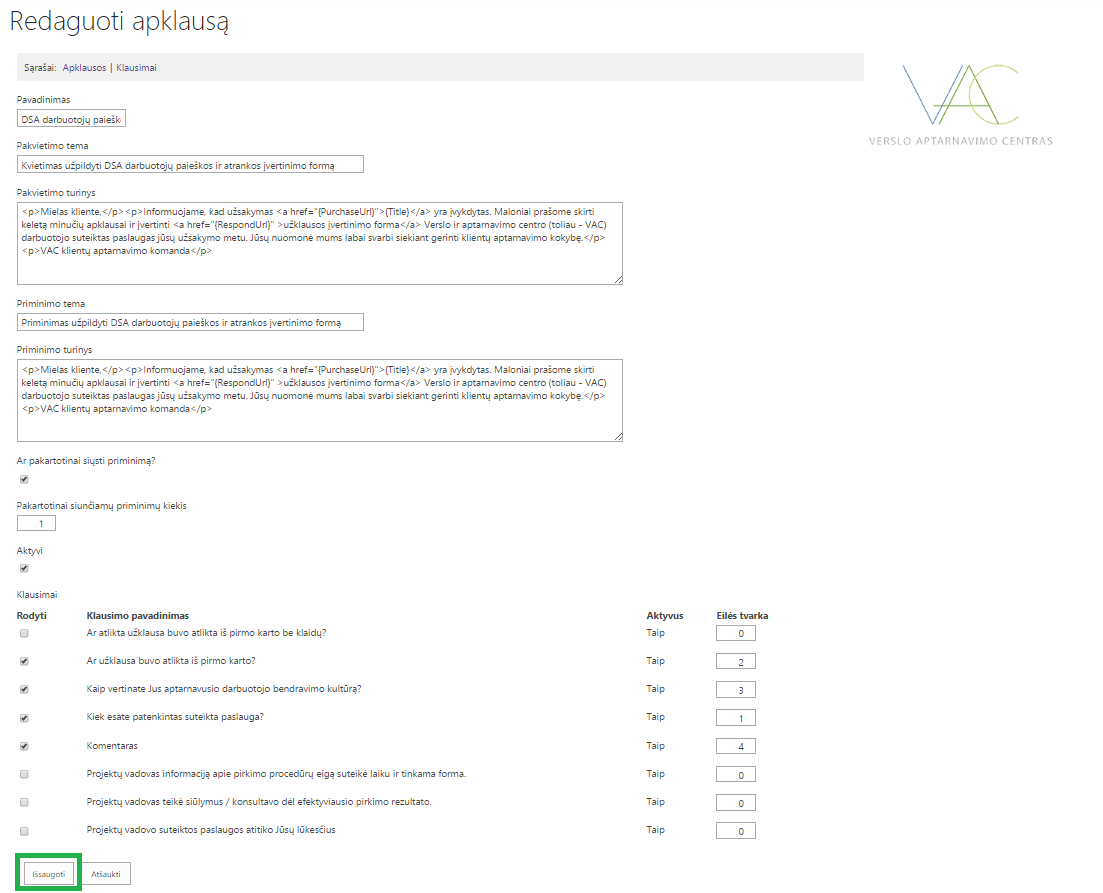 Redaguoti apklausą
Sąrašai: Apklausos | Klausimai
VAC
VERSLO APTARNAVIMO CENTRAS
Pavadinimas
DSA darbuotojų paiešk
Pakvietimo tema
Kvietimas užpildyti DSA darbuotojų paieškos ir atrankos įvertinimo formą
Pakvietimo turinys
<p>Mielas kliente,</p><p>Informuojame, kad užsakymas <a href="{PurchaseUrl}">{Title}</a> yra įvykdytas. Maloniai prašome skirti
keletą minučių apklausai ir įvertinti <a href="{RespondUrl}" >užklausos įvertinimo forma</a> Verslo ir aptarnavimo centro (toliau - VAC)
darbuotojo suteiktas paslaugas jūsų užsakymo metu. Jūsų nuomonė mums labai svarbi siekiant gerinti klientų aptarnavimo kokybę.</p>
<p>VAC klientų aptarnavimo komanda</p>
Priminimo tema
Priminimas užpildyti DSA darbuotojų paieškos ir atrankos įvertinimo formą
Priminimo turinys
<p>Mielas kliente,</p><p>Informuojame, kad užsakymas <a href="{PurchaseUrl}">{Title}</a> yra įvykdytas. Maloniai prašome skirti
keletą minučių apklausai ir įvertinti <a href="{RespondUrl}" >užklausos įvertinimo forma</a> Verslo ir aptarnavimo centro (toliau - VAC)
darbuotojo suteiktas paslaugas jūsų užsakymo metu. Jūsų nuomonė mums labai svarbi siekiant gerinti klientų aptarnavimo kokybę.</p>
<p>VAC klientų aptarnavimo komanda</p>
Ar pakartotinai siųsti priminimą?
Pakartotinai siunčiamų priminimų kiekis
1
Aktyvi
Klausimai
Rodyti Klausimo pavadinimas Aktyvus Eilės tvarka
Ar atlikta užklausa buvo atlikta iš pirmo karto be klaidų? Taip 0
Ar užklausa buvo atlikta iš pirmo karto? Taip 2
Kaip vertinate Jus aptarnavusio darbuotojo bendravimo kultūrą? Taip 3
Kiek esate patenkintas suteikta paslauga? Taip 1
Komentaras Taip 4
Projektų vadovas informaciją apie pirkimo procedūrų eigą suteikė laiku ir tinkama forma. Taip 0
Projektų vadovas teikė siūlymus / konsultavo dėl efektyviausio pirkimo rezultato. Taip 0
Projektų vadovo suteiktos paslaugos atitiko Jūsų lūkesčius Taip 0
Išsaugoti Atšaukti